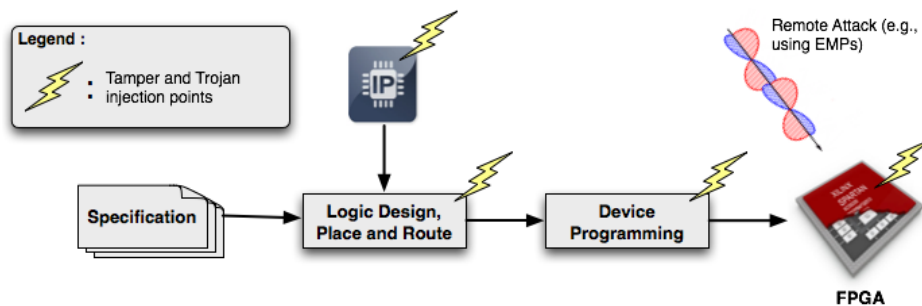 Legend :
: Tamper and Trojan
injection points
IP
Remote Attack (e.g.,
using EMPs)
Specification
Logic Design,
Place and Route
Device
Programming
XILINX
SPARTAN
FPGA